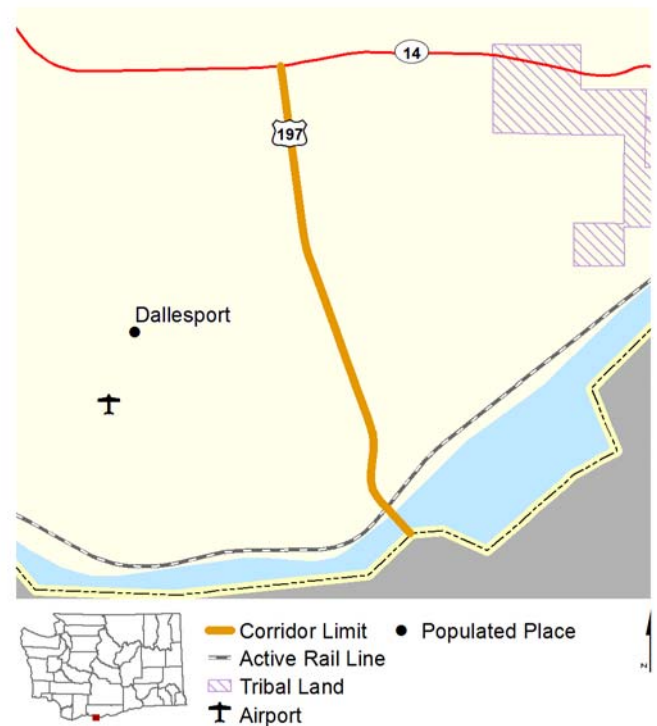 14
197
Dallesport
Corridor Limit
Populated Place
Active Rail Line
Tribal Land
Airport
N